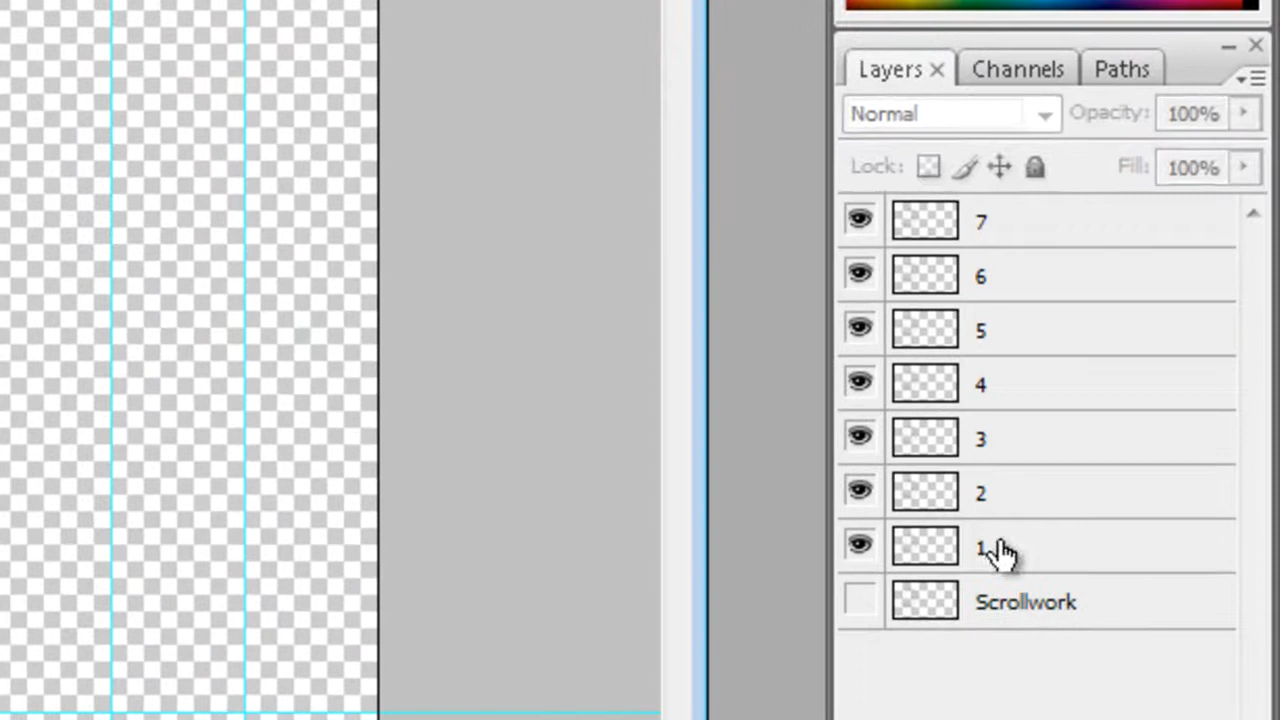 Layers Channels Paths
Normal Opacity: 100%
Lock: Fill: 100%
7
6
5
4
3
2
1
Scrollwork